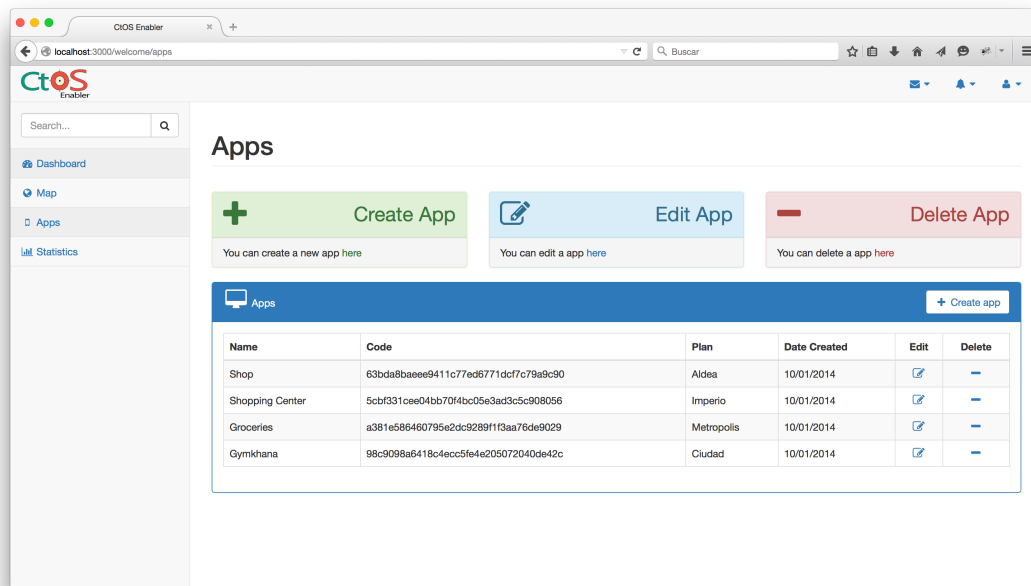 CtOS Enabler
localhost:3000/welcome/apps
Buscar
CtOS
Enabler
Search...
Dashboard
Map
Apps
Statistics
Apps
Create App
You can create a new app here
Edit App
You can edit a app here
Delete App
You can delete a app here
Apps
Create app
Name Code Plan Date Created Edit Delete
Shop 63bda8baeee9411c77ed6771dcf7c79a9c90 Aldea 10/01/2014
Shopping Center 5cbf331cee04bb70f4bc05e3ad3c5c908056 Imperio 10/01/2014
Groceries a381e586460795e2dc9289f1f3aa76de9029 Metropolis 10/01/2014
Gymkhana 98c9098a6418c4ecc5fe4e205072040de42c Ciudad 10/01/2014